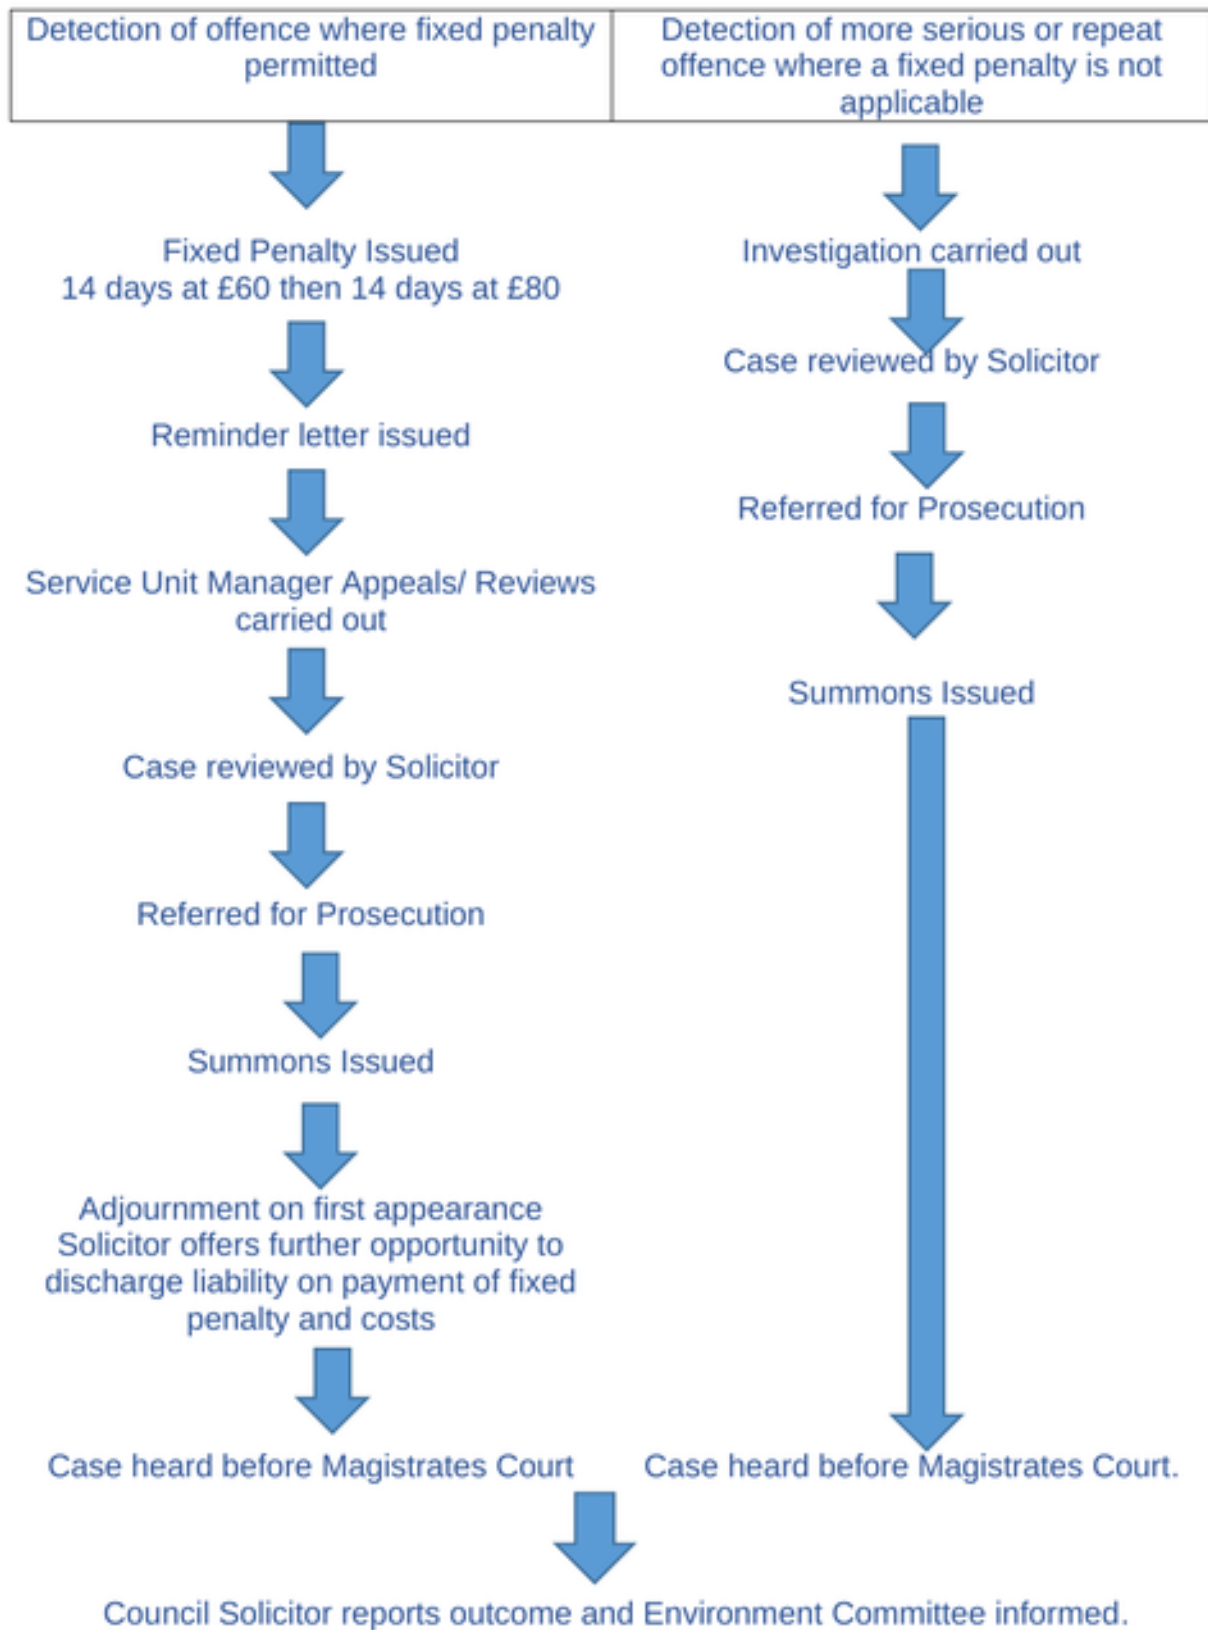 Detection of offence where fixed penalty
permitted
Detection of more serious or repeat
offence where a fixed penalty is not
applicable
Fixed Penalty Issued
14 days at £60 then 14 days at £80
Reminder letter issued
Service Unit Manager Appeals/ Reviews
carried out
Case reviewed by Solicitor
Referred for Prosecution
Summons Issued
Adjournment on first appearance
Solicitor offers further opportunity to
discharge liability on payment of fixed
penalty and costs
Case heard before Magistrates Court
Investigation carried out
Case reviewed by Solicitor
Referred for Prosecution
Summons Issued
Case heard before Magistrates Court.
Council Solicitor reports outcome and Environment Committee informed.